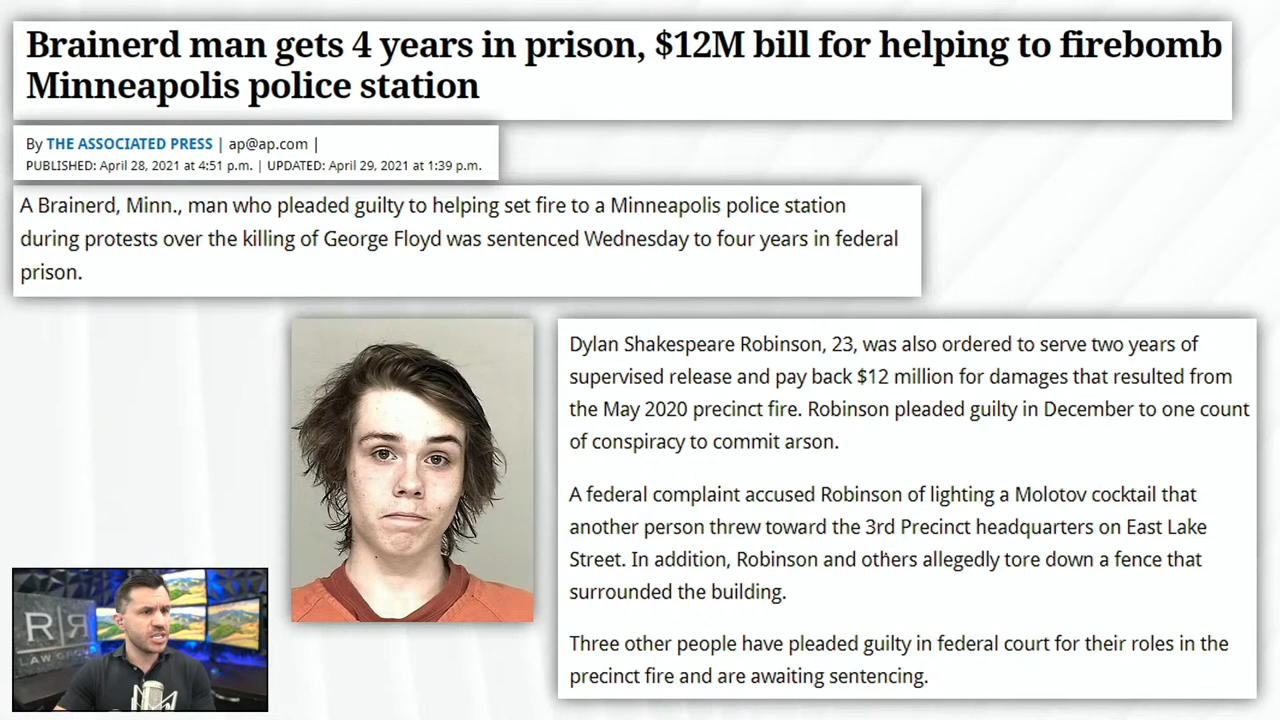 Brainerd man gets 4 years in prison, $12M bill for helping to firebomb
Minneapolis police station
By THE ASSOCIATED PRESS | ap@ap.com |
PUBLISHED: April 28, 2021 at 4:51 p.m. | UPDATED: April 29, 2021 at 1:39 p.m.
A Brainerd, Minn., man who pleaded guilty to helping set fire to a Minneapolis police station
during protests over the killing of George Floyd was sentenced Wednesday to four years in federal
prison.
Dylan Shakespeare Robinson, 23, was also ordered to serve two years of
supervised release and pay back $12 million for damages that resulted from
the May 2020 precinct fire. Robinson pleaded guilty in December to one count
of conspiracy to commit arson.
A federal complaint accused Robinson of lighting a Molotov cocktail that
another person threw toward the 3rd Precinct headquarters on East Lake
Street. In addition, Robinson and others allegedly tore down a fence that
surrounded the building.
Three other people have pleaded guilty in federal court for their roles in the
precinct fire and are awaiting sentencing.
R|R
LAW GRO